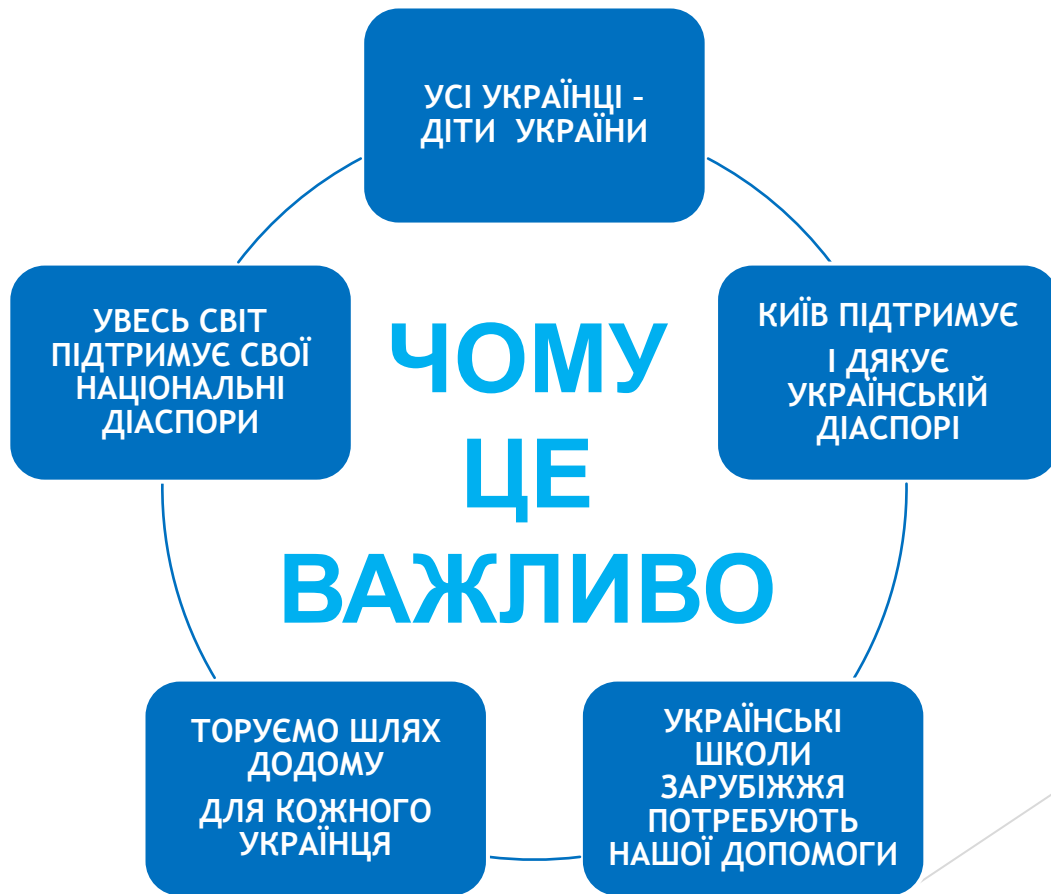 УСІ УКРАЇНЦІ –
ДІТИ УКРАЇНИ
КИЇВ ПІДТРИМУЄ
І ДЯКУЄ
УКРАЇНСЬКІЙ
ДІАСПОРІ
УКРАЇНСЬКІ
ШКОЛИ
ЗАРУБІЖЖЯ
ПОТРЕБУЮТЬ
НАШОЇ ДОПОМОГИ
ТОРУЄМО ШЛЯХ
ДОДОМУ
ДЛЯ КОЖНОГО
УКРАЇНЦЯ
УВЕСЬ СВІТ
ПІДТРИМУЄ СВОЇ
НАЦІОНАЛЬНІ
ДІАСПОРИ
ЧОМУ
ЦЕ
ВАЖЛИВО